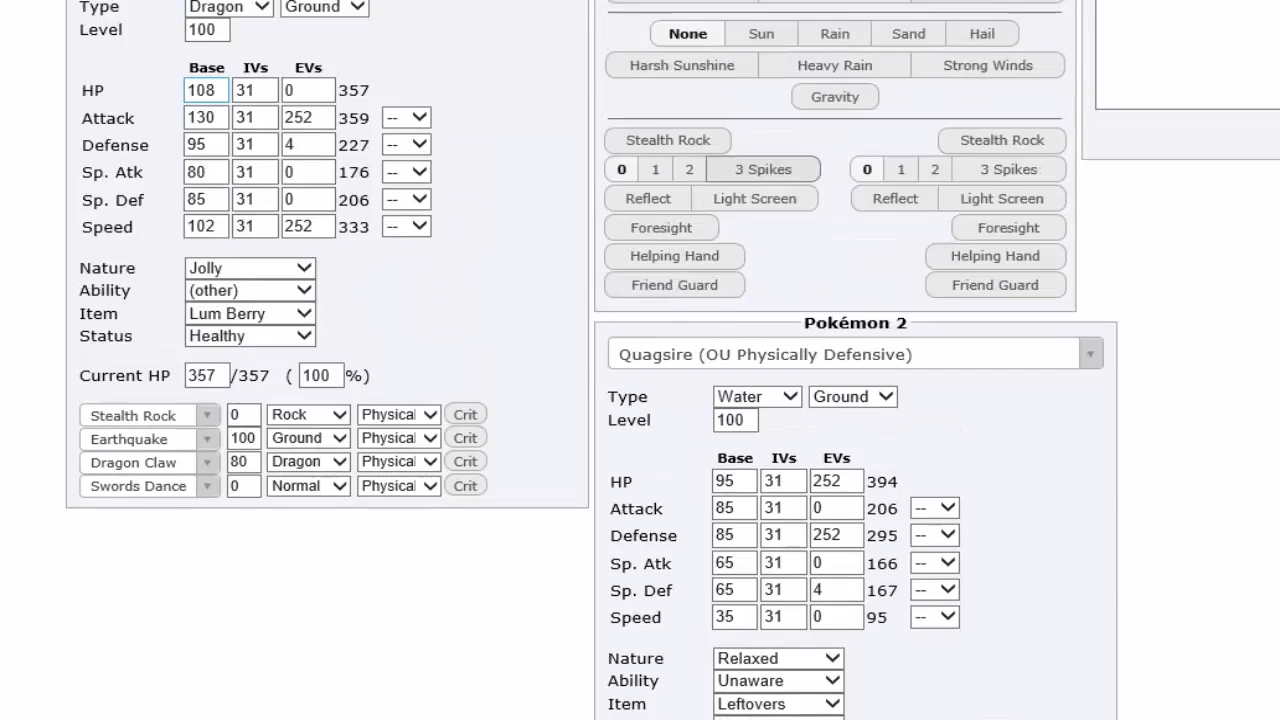 Type Dragon Ground
Level 100
Base IVs EVs
HP 108 31 0 357
Attack 130 31 252 359 --
Defense 95 31 4 227 --
Sp. Atk 80 31 0 176 --
Sp. Def 85 31 0 206 --
Speed 102 31 252 333 --
Nature Jolly
Ability (other)
Item Lum Berry
Status Healthy
Current HP 357 /357 ( 100 %)
Stealth Rock 0 Rock Physical Crit
Earthquake 100 Ground Physical Crit
Dragon Claw 80 Dragon Physical Crit
Swords Dance 0 Normal Physical Crit
None Sun Rain Sand Hail
Harsh Sunshine Heavy Rain Strong Winds
Gravity
Stealth Rock Stealth Rock
0 1 2 3 Spikes 0 1 2 3 Spikes
Reflect Light Screen Reflect Light Screen
Foresight Foresight
Helping Hand Helping Hand
Friend Guard Friend Guard
Pokémon 2
Quagsire (OU Physically Defensive)
Type Water Ground
Level 100
Base IVs EVs
HP 95 31 252 394
Attack 85 31 0 206 --
Defense 85 31 252 295 --
Sp. Atk 65 31 0 166 --
Sp. Def 65 31 4 167 --
Speed 35 31 0 95 --
Nature Relaxed
Ability Unaware
Item Leftovers